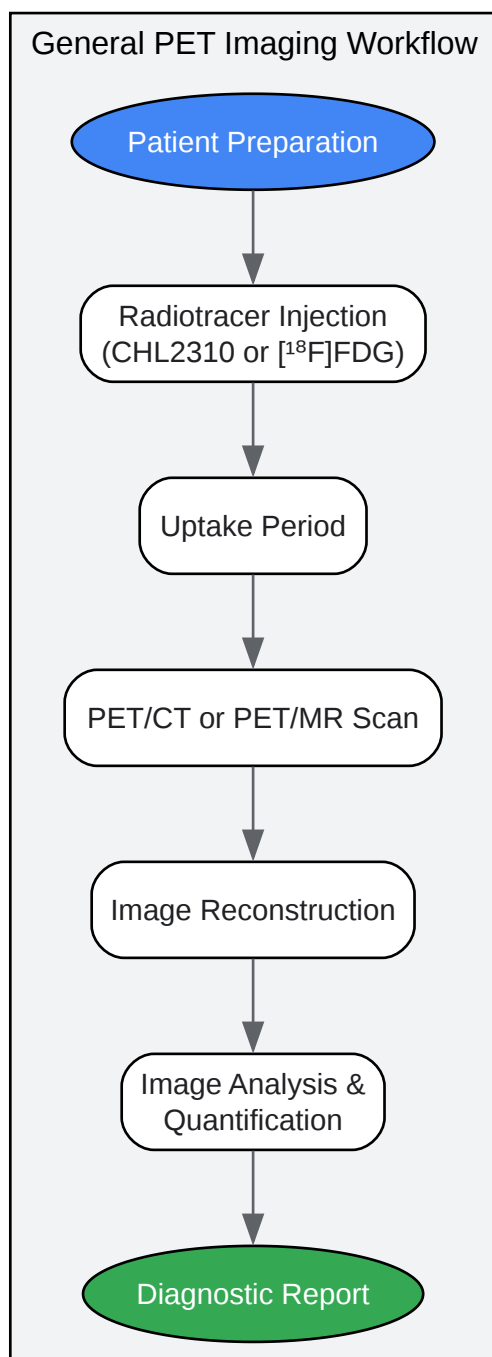 General PET Imaging Workflow
Patient Preparation
Radiotracer Injection
(CHL2310 or [¹⁸F]FDG)
Uptake Period
PET/CT or PET/MR Scan
Image Reconstruction
Image Analysis &
Quantification
Diagnostic Report